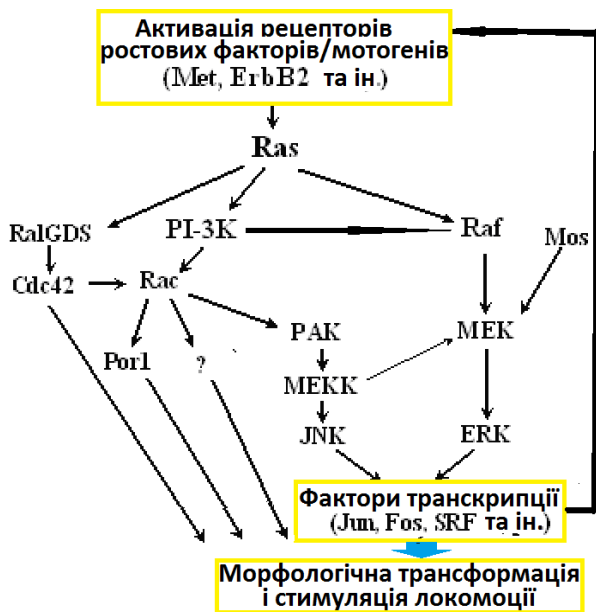 Активація рецепторів
ростових факторів/мотогенів
(Met, ErbB2 та ін.)
Ras
RalGDS PI-3K Raf Mos
Cdc42 Rac
PAK MEK
Por1 ?
MEKK
JNK ERK
Фактори транскрипції
(Jun, Fos, SRF та ін.)
Морфологічна трансформація
і стимуляція локомоції